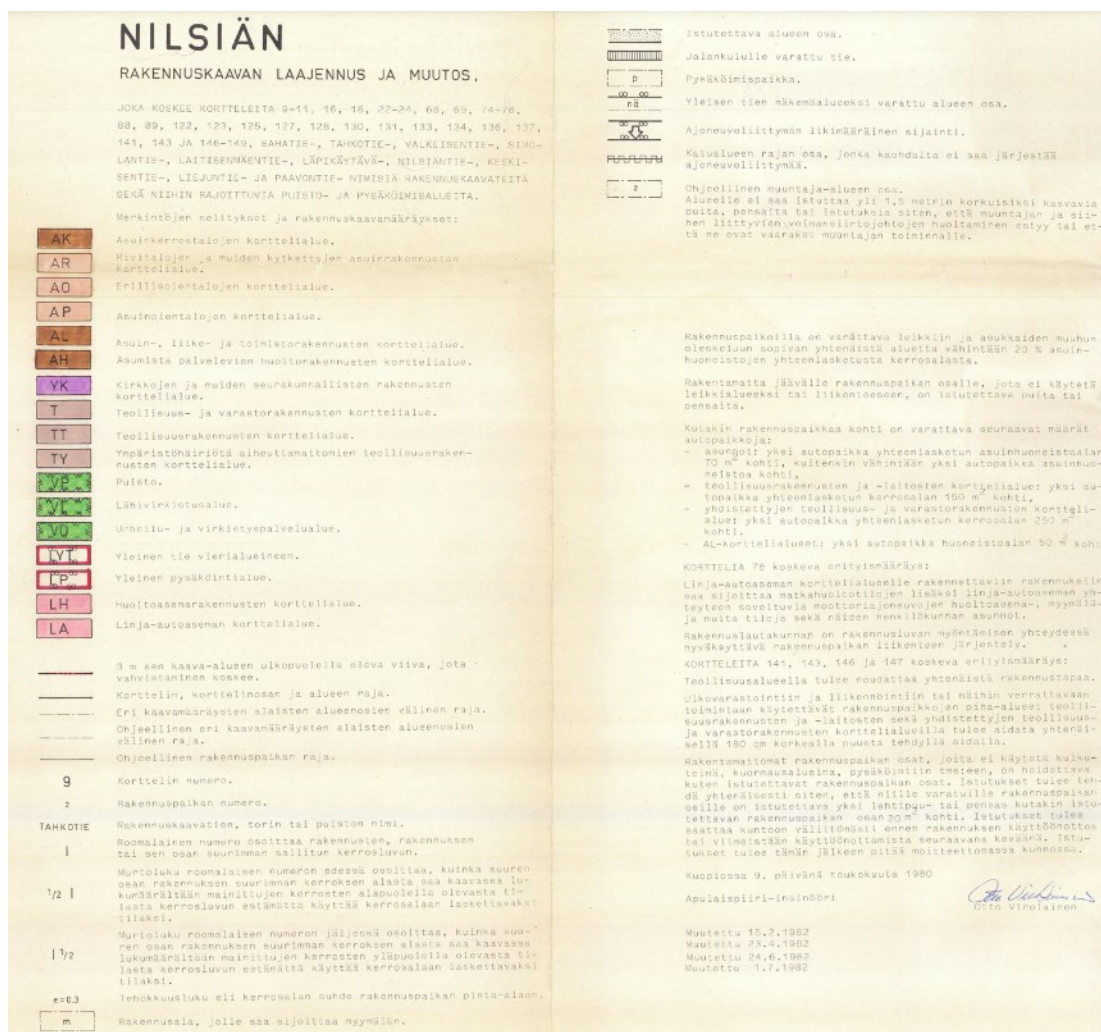 NILSIÄN
RAKENNUSKAAVAN LAAJENNUS JA MUUTOS,
JOKA KOSKEE KORTTELEITA 9-11, 16, 18, 22-24, 68, 69, 74-76,
88, 89, 122, 123, 125, 127, 128, 130, 131, 133, 134, 136, 137,
141, 143 JA 146-149, SAHATIE-, TAHKOTIE-, VALKEISENTIE-, SIMO-
LANTIE-, LAITISENMÄENTIE-, LÄPIKÄYTÄVÄ-, NILSIÄNTIE-, KESKI-
SENTIE-, LIEJUNTIE- JA PAAVONTIE- NIMISIÄ RAKENNUSKAAVATEITÄ
SEKÄ NIIHIN RAJOITTUVIA PUISTO- JA PYSÄKÖIMISALUEITA.
Merkintöjen selitykset ja rakennuskaavamääräykset:
AK Asuinkerrostalojen korttelialue.
AR Rivitalojen ja muiden kytkettyjen asuinrakennusten
korttelialue.
AO Erillispientalojen korttelialue.
AP Asuinpientalojen korttelialue.
AL Asuin-, liike- ja toimistorakennusten korttelialue.
AH Asumista palvelevien huoltorakennusten korttelialue.
YK Kirkkojen ja muiden seurakunnallisten rakennusten
korttelialue.
T Teollisuus- ja varastorakennusten korttelialue.
TT Teollisuusrakennusten korttelialue.
TY Ympäristöhäiriötä aiheuttamattomien teollisuusraken-
nusten korttelialue.
VP Puisto.
VL Lähivirkistysalue.
VU Urheilu- ja virkistyspalvelualue.
LYT Yleinen tie vierialueineen.
LP Yleinen pysäköintialue.
LH Huoltoasemarakennusten korttelialue.
LA Linja-autoaseman korttelialue.
3 m sen kaava-alueen ulkopuolella oleva viiva, jota
vahvistaminen koskee.
Korttelin, korttelinosan ja alueen raja.
Eri kaavamääräysten alaisten alueenosien välinen raja.
Ohjeellinen eri kaavamääräysten alaisten alueenosien
välinen raja.
Ohjeellinen rakennuspaikan raja.
9 Korttelin numero.
2 Rakennuspaikan numero.
TAHKOTIE Rakennuskaavatien, torin tai puiston nimi.
I Roomalainen numero osoittaa rakennusten, rakennuksen
tai sen osan suurimman sallitun kerrosluvun.
1/2 I Murtoluku roomalaisen numeron edessä osoittaa, kuinka suuren
osan rakennuksen suurimman kerroksen alasta saa kaavassa lu-
kumäärältään mainittujen kerrosten alapuolella olevasta ti-
lasta kerrosluvun estämättä käyttää kerrosalaan laskettavaksi
tilaksi.
I 1/2 Murtoluku roomalaisen numeron jäljessä osoittaa, kuinka suu-
ren osan rakennuksen suurimman kerroksen alasta saa kaavassa
lukumäärältään mainittujen kerrosten yläpuolella olevasta ti-
lasta kerrosluvun estämättä käyttää kerrosalaan laskettavaksi
tilaksi.
e=0,3 Tehokkuusluku eli kerrosalan suhde rakennuspaikan pinta-alaan.
m Rakennusala, jolle saa sijoittaa myymälän.
Istutettava alueen osa.
Jalankululle varattu tie.
p Pysäköimispaikka.
nä Yleisen tien näkemäalueeksi varattu alueen osa.
Ajoneuvoliittymän likimääräinen sijainti.
Katualueen rajan osa, jonka kohdalta ei saa järjestää
ajoneuvoliittymää.
z Ohjeellinen muuntaja-alueen osa.
Alueelle ei saa istuttaa yli 1,5 metrin korkuisiksi kasvavia
puita, pensaita tai istutuksia siten, että muuntajan ja sii-
hen liittyvien voimansiirtojohtojen huoltaminen estyy tai et-
tä ne ovat vaaraksi muuntajan toiminnalle.
Rakennuspaikoilla on varattava leikkiin ja asukkaiden muuhun
oleskeluun sopivan yhtenäistä aluetta vähintään 20 % asuin-
huoneistojen yhteenlasketusta kerrosalasta.
Rakentamatta jäävälle rakennuspaikan osalle, jota ei käytetä
leikkialueeksi tai liikenteeseen, on istutettava puita tai
pensaita.
Kutakin rakennuspaikkaa kohti on varattava seuraavat määrät
autopaikkoja:
- asunnot: yksi autopaikka yhteenlasketun asuinhuoneistoalan
70 m² kohti, kuitenkin vähintään yksi autopaikka asuinhuo-
neistoa kohti,
- teollisuusrakennusten ja -laitosten korttelialue: yksi au-
topaikka yhteenlasketun kerrosalan 150 m² kohti,
- yhdistettyjen teollisuus- ja varastorakennusten kortteli-
alue: yksi autopaikka yhteenlasketun kerrosalan 250 m²
kohti.
- AL-korttelialueet: yksi autopaikka huoneistoalan 50 m² koht
KORTTELIA 76 koskeva erityismääräys:
Linja-autoaseman korttelialueelle rakennettaviin rakennuksiin
saa sijoittaa matkahuoltotilojen lisäksi linja-autoaseman yh-
teyteen soveltuvia moottoriajoneuvojen huoltoasema-, myymälä-
ja muita tiloja sekä näiden henkilökunnan asunnot.
Rakennuslautakunnan on rakennusluvan myöntämisen yhteydessä
hyväksyttävä rakennuspaikan liikenteen järjestely.
KORTTELEITA 141, 143, 146 ja 147 koskeva erityismääräys:
Teollisuusalueella tulee noudattaa yhtenäistä rakennustapaa.
Ulkovarastointiin ja liikennöintiin tai näihin verrattavaan
toimintaan käytettävät rakennuspaikkojen piha-alueet teolli-
suusrakennusten ja -laitosten sekä yhdistettyjen teollisuus-
ja varastorakennusten korttelialueilla tulee aidata yhtenäi-
sellä 180 cm korkealla puusta tehdyllä aidalla.
Rakentamattomat rakennuspaikan osat, joita ei käytetä kulku-
teinä, kuormausalueina, pysäköintiin tms:een, on hoidettava
kuten istutettavat rakennuspaikan osat. Istutukset tulee teh-
dä yhtenäisesti siten, että niille varatuille rakennuspaikan
osille on istutettava yksi lehtipuu- tai pensas kutakin istu-
tettavan rakennuspaikan osan 20 m² kohti. Istutukset tulee
saattaa kuntoon välittömästi ennen rakennuksen käyttöönottoa
tai viimeistään käyttöönottamista seuraavana keväänä. Istu-
tukset tulee tämän jälkeen pitää moitteettomassa kunnossa.
Kuopiossa 9. päivänä toukokuuta 1980
Apulaispiiri-insinööri
Otto Virolainen
Otto Virolainen
Muutettu 15.2.1982
Muutettu 23.4.1982
Muutettu 24.6.1982
Muutettu 1.7.1982